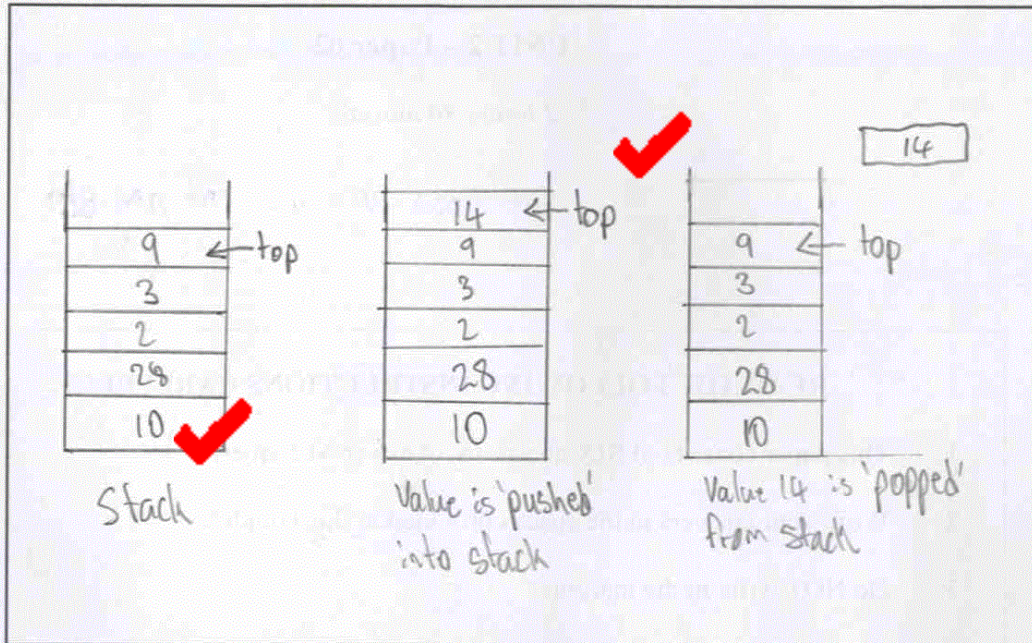 14
9 ← top
3
2
28
10
Stack
14 ← top
9
3
2
28
10
Value is 'pushed'
into stack
9 ← top
3
2
28
10
Value 14 is 'popped'
from stack